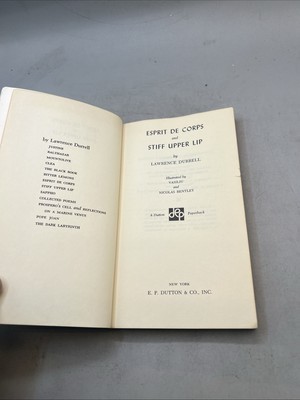 by Lawrence Durrell
JUSTINE
BALTHAZAR
MOUNTOLIVE
CLEA
THE BLACK BOOK
BITTER LEMONS
ESPRIT DE CORPS
STIFF UPPER LIP
SAPPHO
COLLECTED POEMS
PROSPERO'S CELL and REFLECTIONS
ON A MARINE VENUS
POPE JOAN
THE DARK LABYRINTH
ESPRIT DE CORPS
and
STIFF UPPER LIP
by
LAWRENCE DURRELL
Illustrated by
VASILIU
and
NICOLAS BENTLEY
A Dutton
Paperback
NEW YORK
E. P. DUTTON & CO., INC.